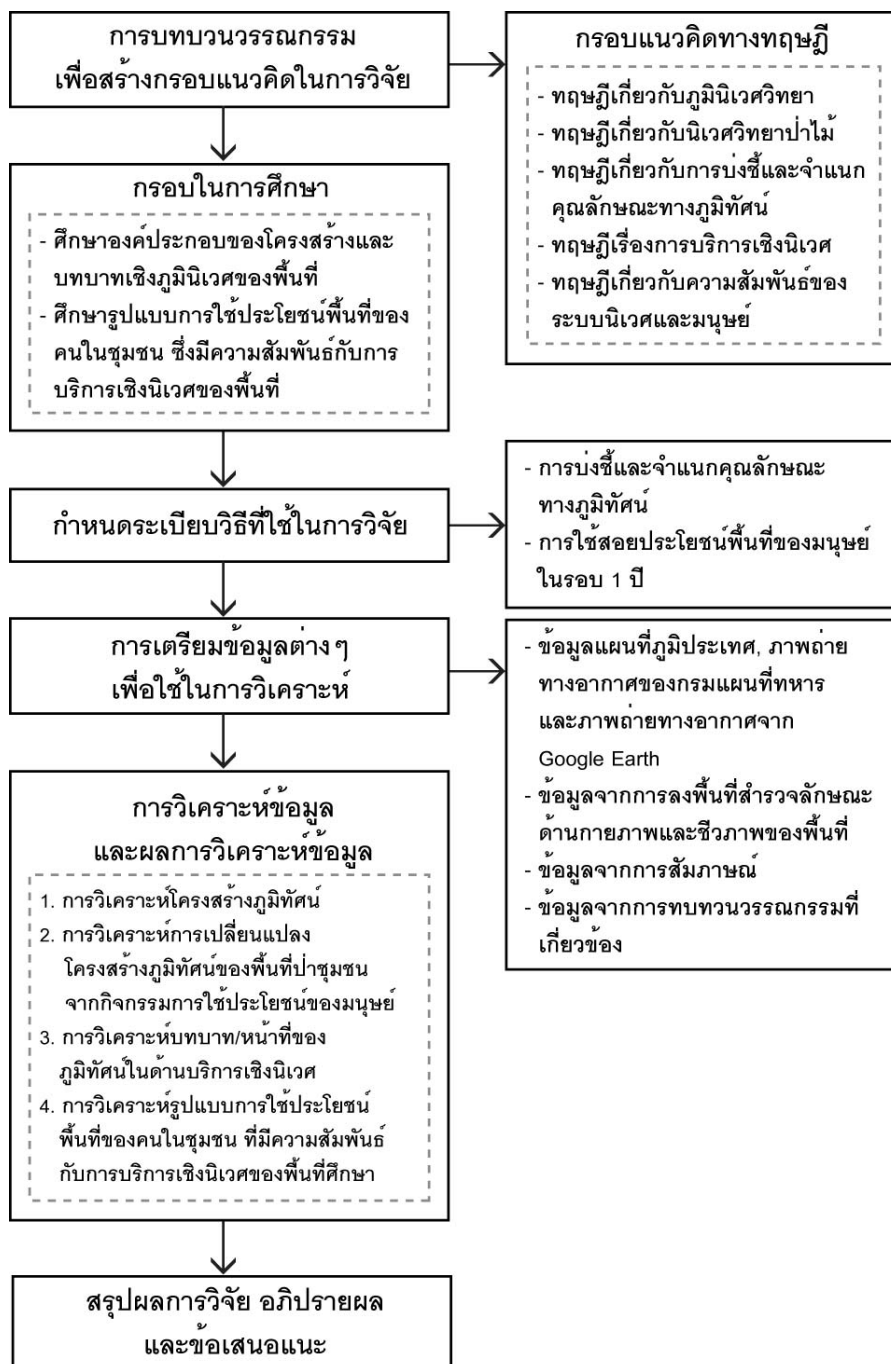 การบทบวนวรรณกรรม
เพื่อสร้างกรอบแนวคิดในการวิจัย
กรอบแนวคิดทางทฤษฎี
- ทฤษฎีเกี่ยวกับภูมินิเวศวิทยา
- ทฤษฎีเกี่ยวกับนิเวศวิทยาป่าไม้
- ทฤษฎีเกี่ยวกับการบ่งชี้และจำแนก
คุณลักษณะทางภูมิทัศน์
- ทฤษฎีเรื่องการบริการเชิงนิเวศ
- ทฤษฎีเกี่ยวกับความสัมพันธ์ของ
ระบบนิเวศและมนุษย์
กรอบในการศึกษา
- ศึกษาองค์ประกอบของโครงสร้างและ
บทบาทเชิงภูมินิเวศของพื้นที่
- ศึกษารูปแบบการใช้ประโยชน์พื้นที่ของ
คนในชุมชน ซึ่งมีความสัมพันธ์กับการ
บริการเชิงนิเวศของพื้นที่
กำหนดระเบียบวิธีที่ใช้ในการวิจัย
- การบ่งชี้และจำแนกคุณลักษณะ
ทางภูมิทัศน์
- การใช้สอยประโยชน์พื้นที่ของมนุษย์
ในรอบ 1 ปี
การเตรียมข้อมูลต่างๆ
เพื่อใช้ในการวิเคราะห์
- ข้อมูลแผนที่ภูมิประเทศ, ภาพถ่าย
ทางอากาศของกรมแผนที่ทหาร
และภาพถ่ายทางอากาศจาก
Google Earth
- ข้อมูลจากการลงพื้นที่สำรวจลักษณะ
ด้านกายภาพและชีวภาพของพื้นที่
- ข้อมูลจากการสัมภาษณ์
- ข้อมูลจากการทบทวนวรรณกรรมที่
เกี่ยวข้อง
การวิเคราะห์ข้อมูล
และผลการวิเคราะห์ข้อมูล
1. การวิเคราะห์โครงสร้างภูมิทัศน์
2. การวิเคราะห์การเปลี่ยนแปลง
โครงสร้างภูมิทัศน์ของพื้นที่ป่าชุมชน
จากกิจกรรมการใช้ประโยชน์ของมนุษย์
3. การวิเคราะห์บทบาท/หน้าที่ของ
ภูมิทัศน์ในด้านบริการเชิงนิเวศ
4. การวิเคราะห์รูปแบบการใช้ประโยชน์
พื้นที่ของคนในชุมชน ที่มีความสัมพันธ์
กับการบริการเชิงนิเวศของพื้นที่ศึกษา
สรุปผลการวิจัย อภิปรายผล
และข้อเสนอแนะ